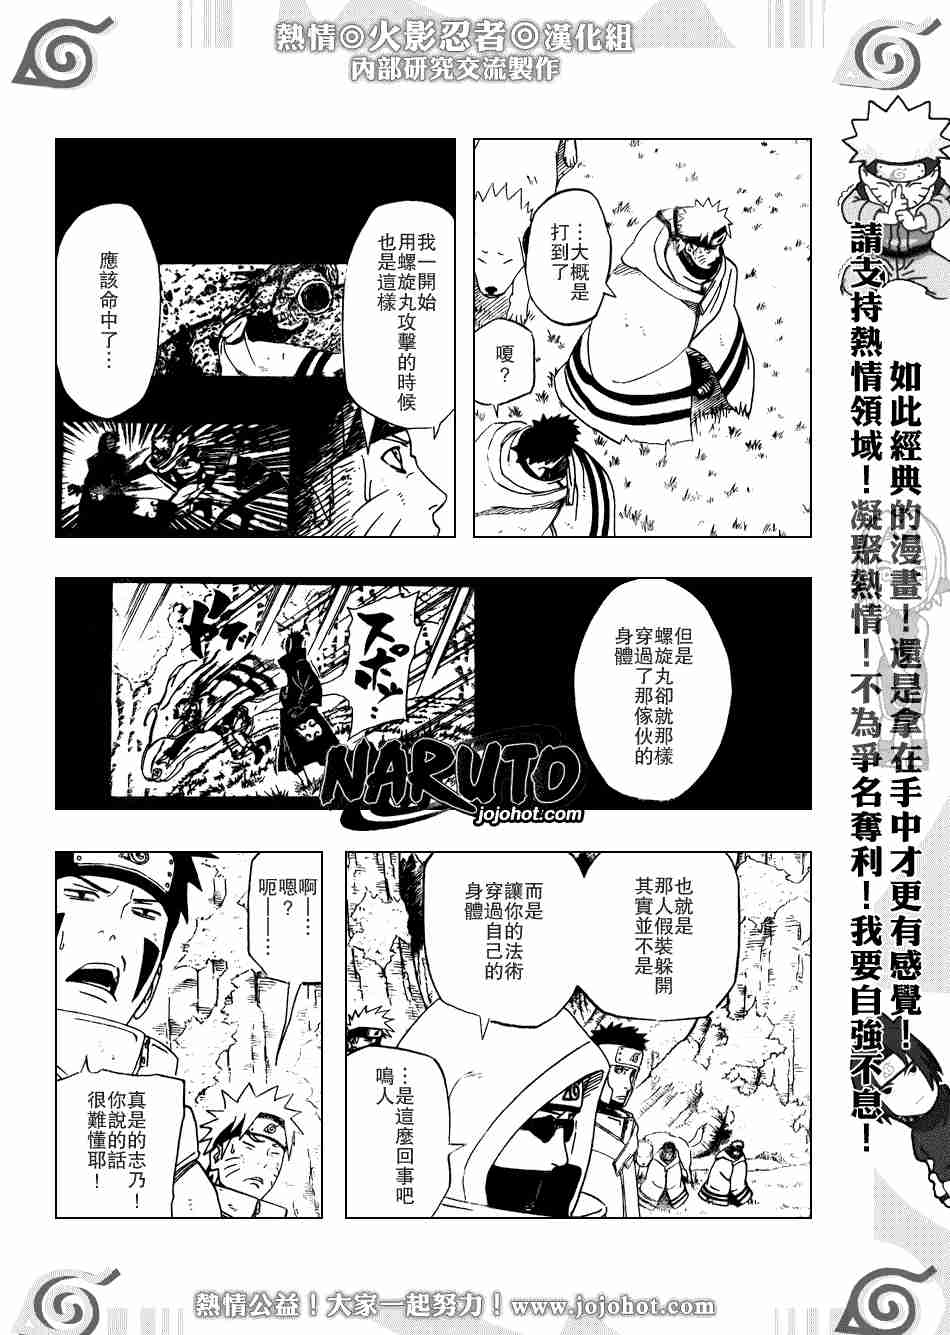 熱情◎火影忍者◎漢化組
內部研究交流製作
…大概是
打到了
嗄？
我一開始
用螺旋丸攻擊的時候
也是這樣
應該命中了…
但是
螺旋丸卻就那樣
穿過了那傢伙的
身體
スポッ…
ドドッ
NARUTO
jojohot.com
也就是
那人假裝躲開
其實並不是
而是
讓你的法術
穿過自己的
身體
…是這麼回事吧
鳴人
啊——…
嗯？
呃———
真是的志乃！
你說的話
很難懂耶！
如此經典的漫畫！還是拿在手中才更有感覺！
請支持熱情領域！凝聚熱情！不為爭名奪利！我要自強不息！
熱情公益！大家一起努力！www.jojohot.com